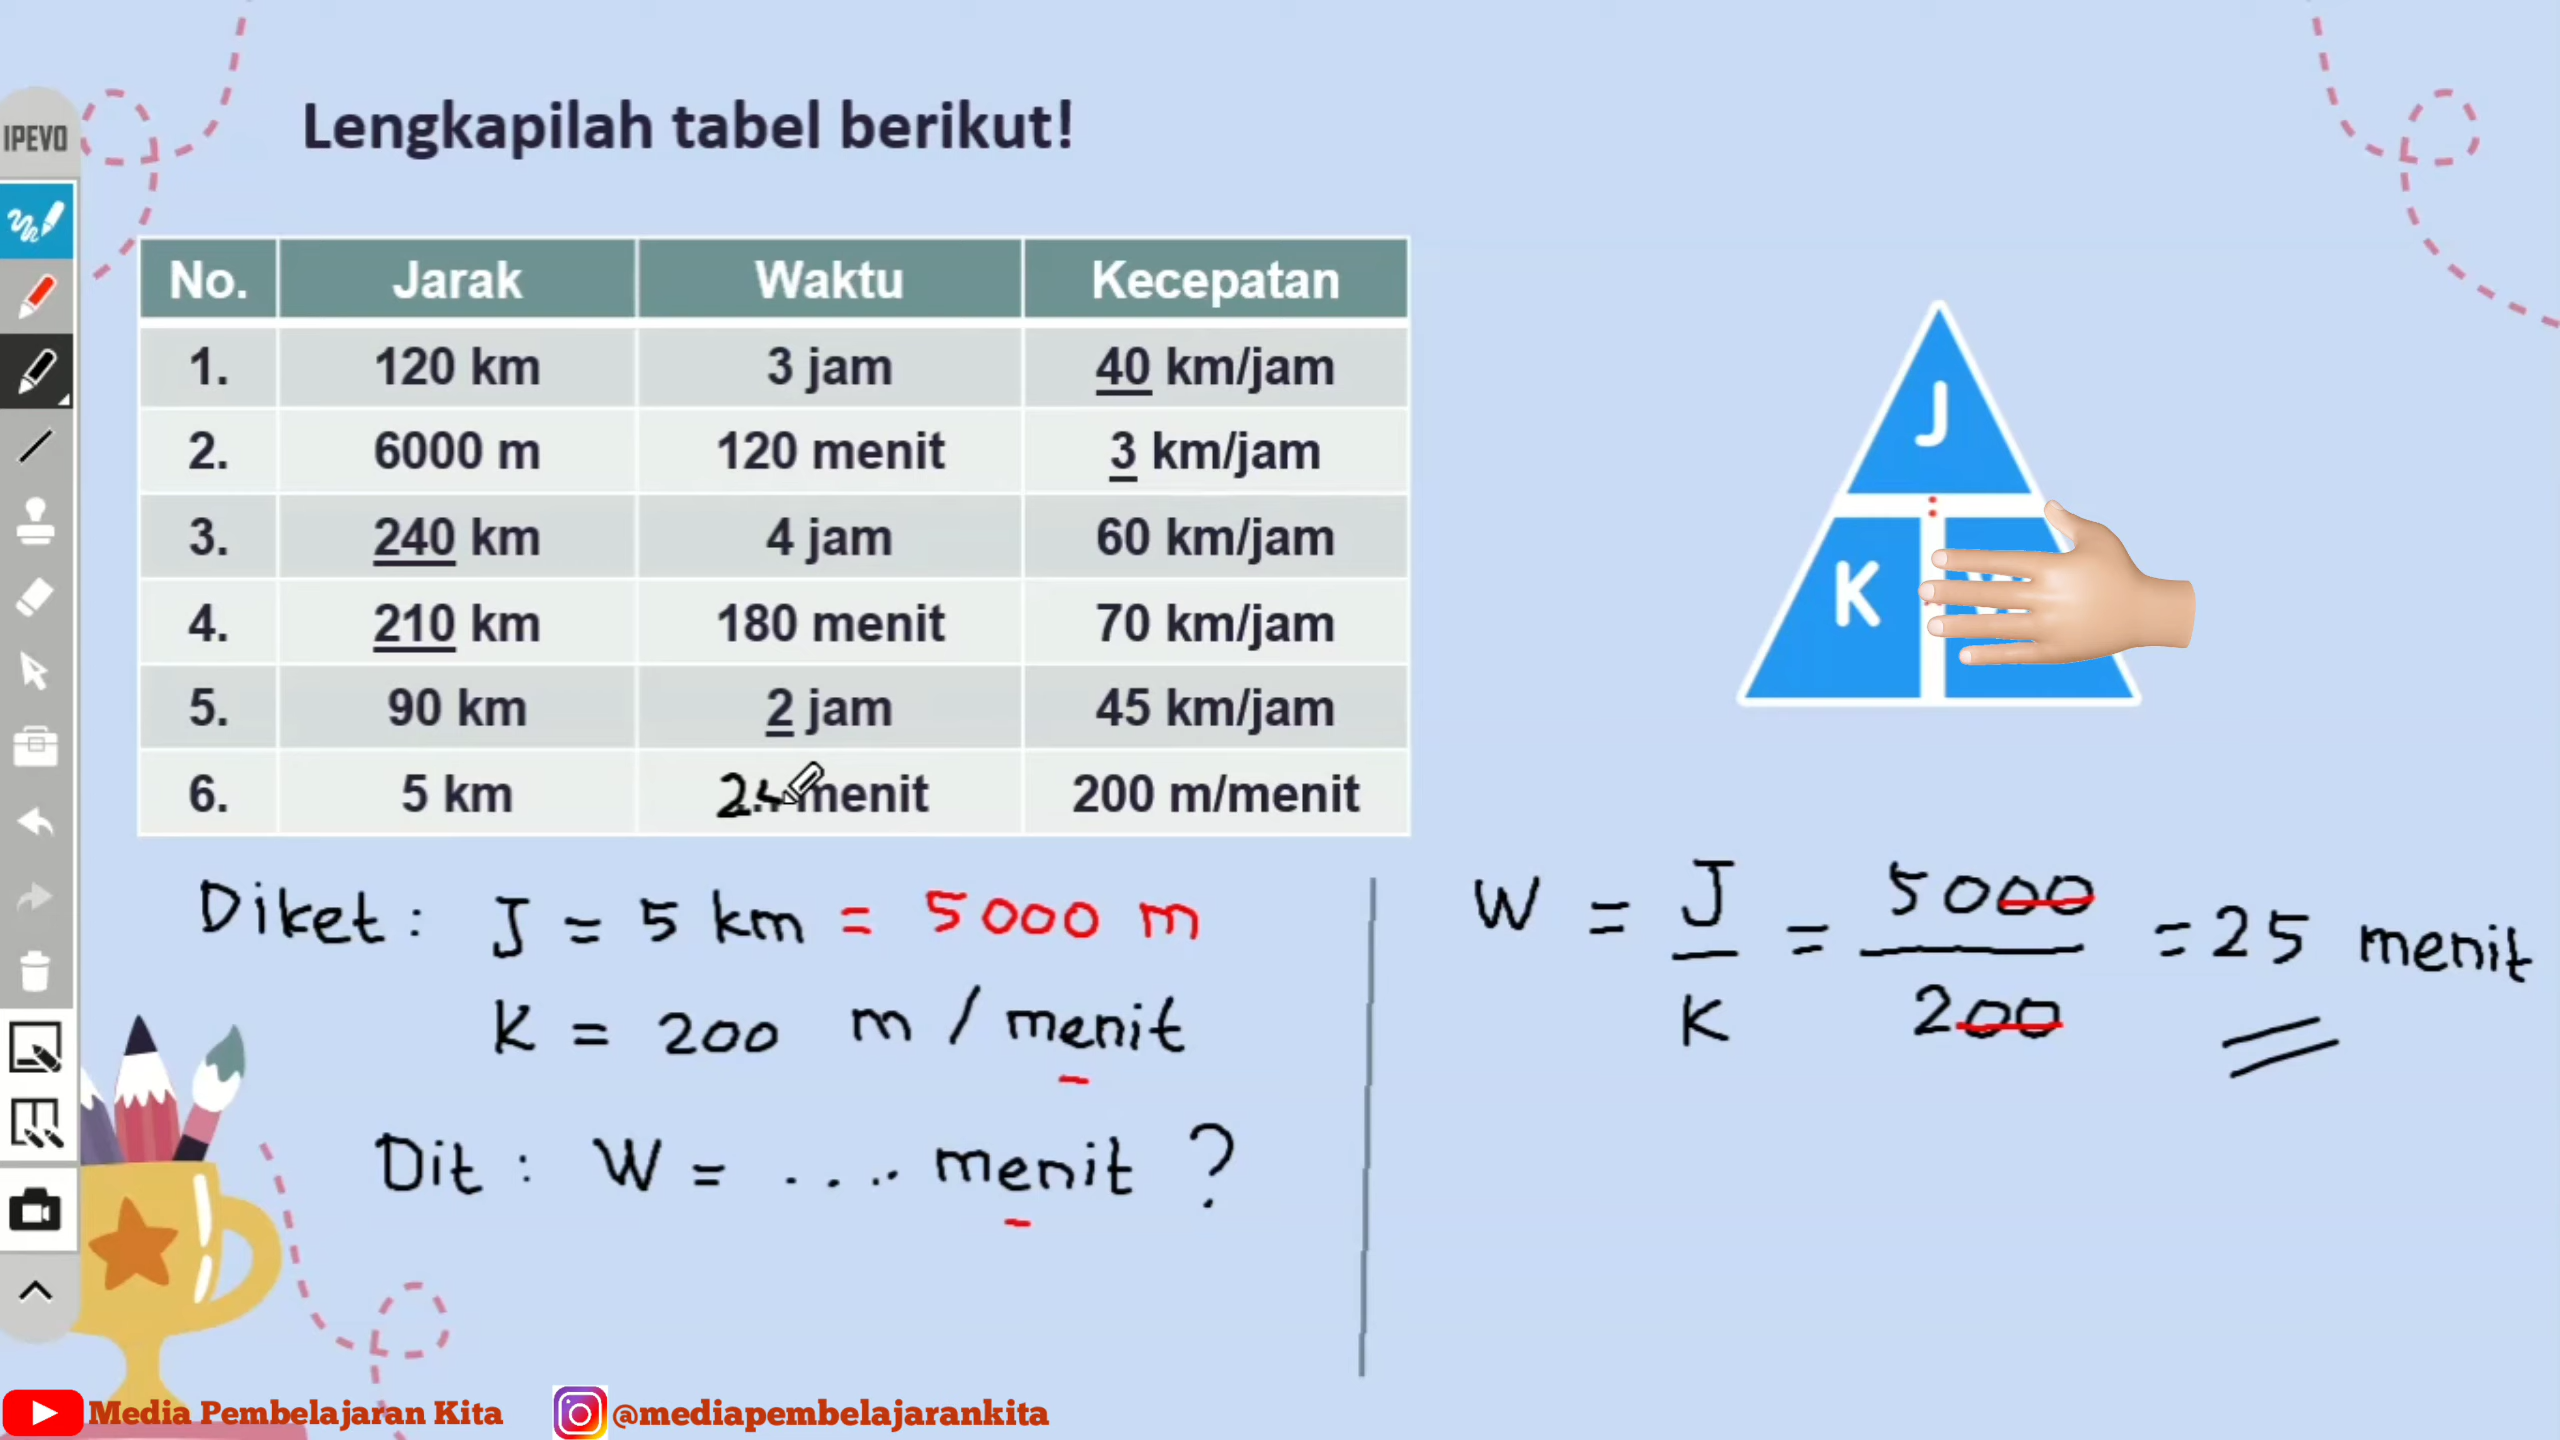 IPEVO
Lengkapilah tabel berikut!
No. Jarak Waktu Kecepatan
1. 120 km 3 jam 40 km/jam
2. 6000 m 120 menit 3 km/jam
3. 240 km 4 jam 60 km/jam
4. 210 km 180 menit 70 km/jam
5. 90 km 2 jam 45 km/jam
6. 5 km menit 200 m/menit
J
K
Diket : J = 5 km = 5000 m
K = 200 m / menit
Dit : W = .... menit ?
W = J/K = 5000/200 = 25 menit
Media Pembelajaran Kita @mediapembelajarankita